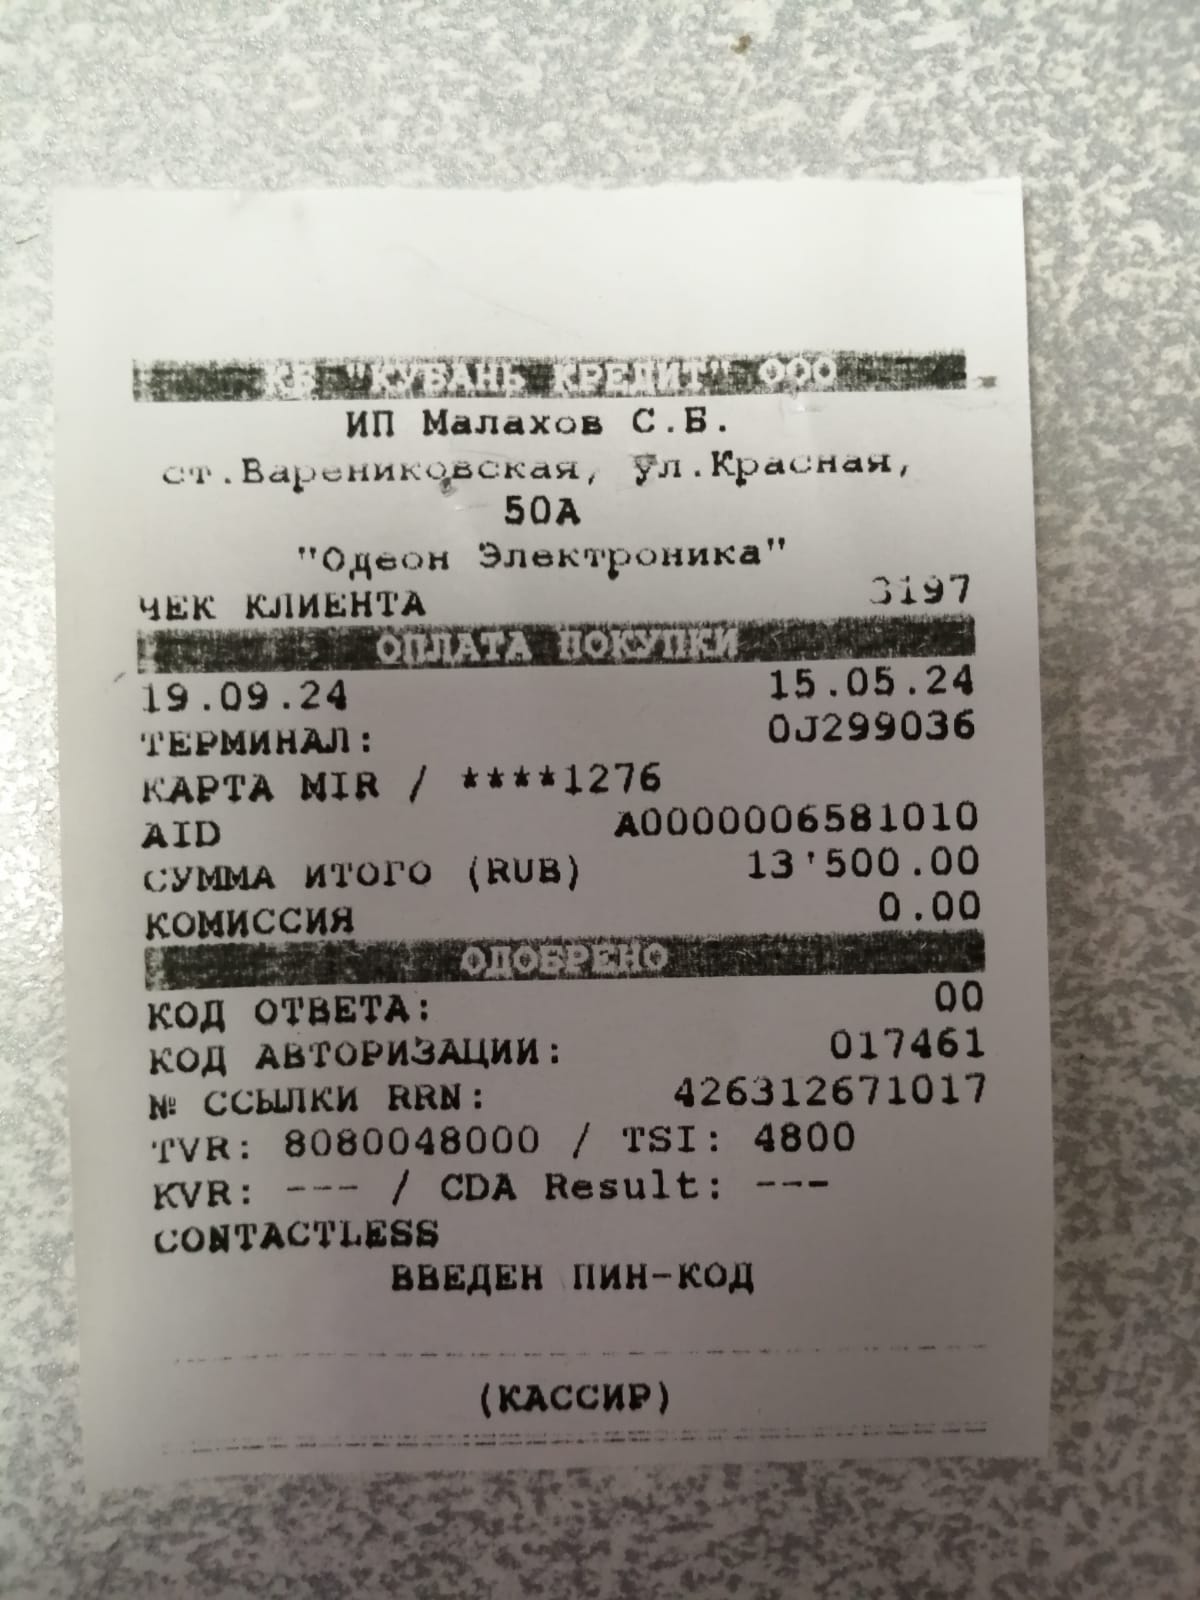 КБ "КУБАНЬ КРЕДИТ" ООО
ИП Малахов С.Б.
ст.Варениковская, ул.Красная,
50А
"Одеон Электроника"
ЧЕК КЛИЕНТА 3197
ОПЛАТА ПОКУПКИ
19.09.24 15.05.24
ТЕРМИНАЛ: 0J299036
КАРТА MIR / ****1276
AID A0000006581010
СУММА ИТОГО (RUB) 13'500.00
КОМИССИЯ 0.00
ОДОБРЕНО
КОД ОТВЕТА: 00
КОД АВТОРИЗАЦИИ: 017461
№ ССЫЛКИ RRN: 426312671017
TVR: 8080048000 / TSI: 4800
KVR: --- / CDA Result: ---
CONTACTLESS
ВВЕДЕН ПИН-КОД
(КАССИР)